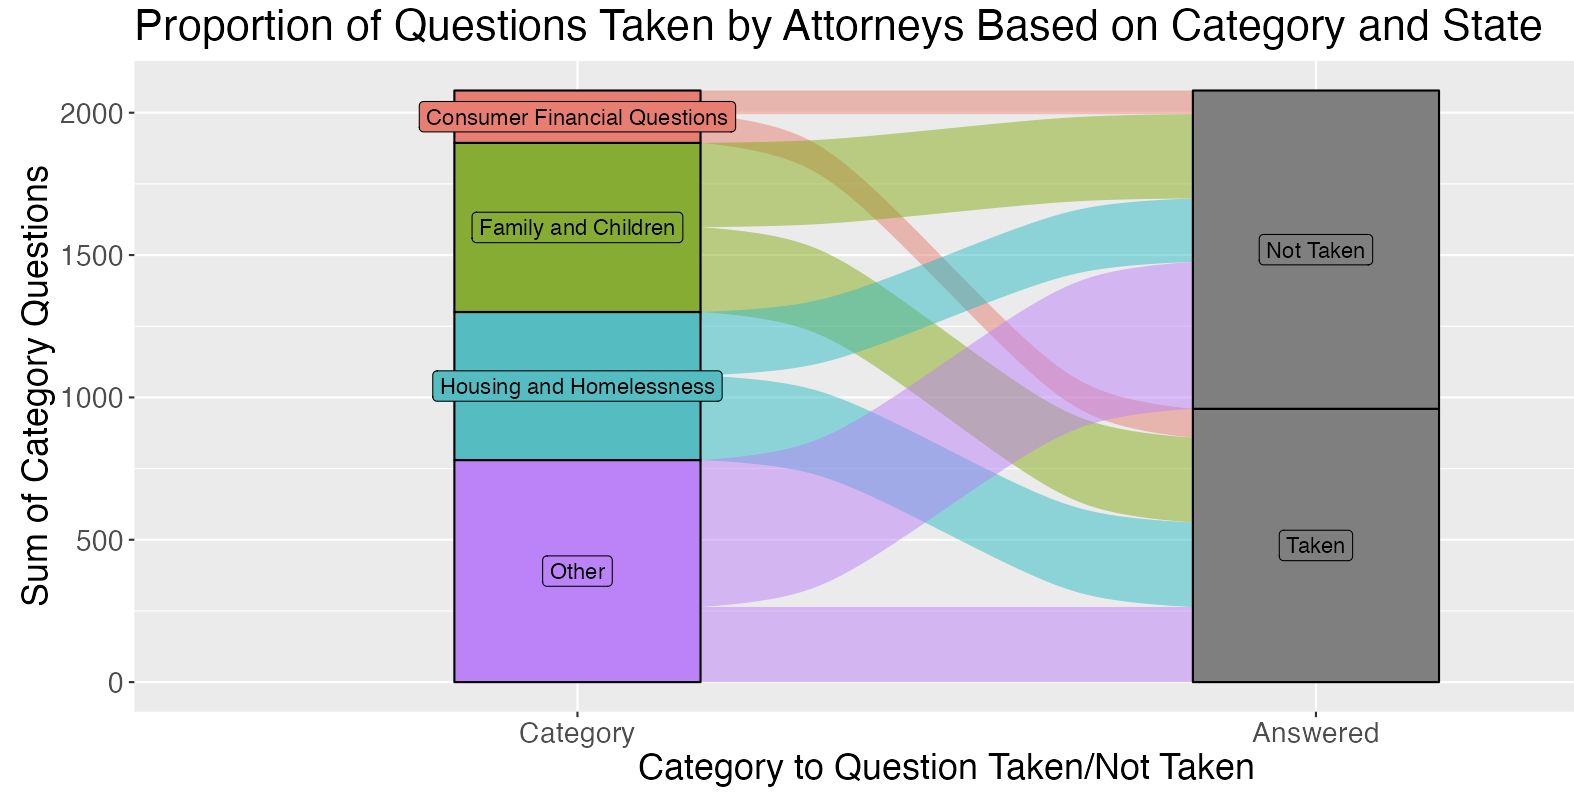 Proportion of Questions Taken by Attorneys Based on Category and State
Sum of Category Questions
2000
1500
1000
500
0
Consumer Financial Questions
Family and Children
Housing and Homelessness
Other
Not Taken
Taken
Category
Answered
Category to Question Taken/Not Taken